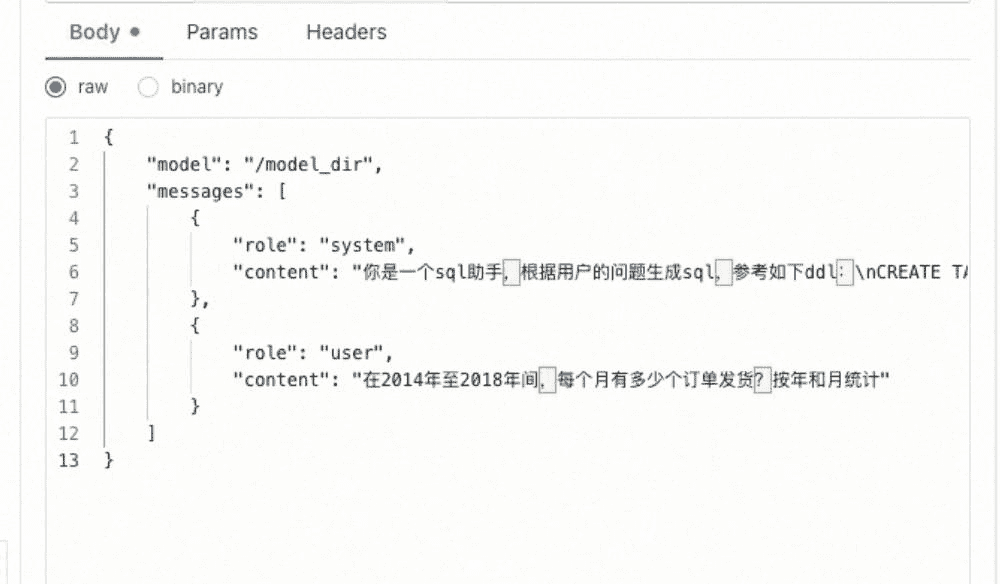 Body ●
Params
Headers
raw
binary
1 {
2 "model": "/model_dir",
3 "messages": [
4 {
5 "role": "system",
6 "content": "你是一个sql助手，根据用户的问题生成sql，参考如下ddl：\nCREATE TA
7 },
8 {
9 "role": "user",
10 "content": "在2014年至2018年间，每个月有多少个订单发货？按年和月统计"
11 }
12 ]
13 }